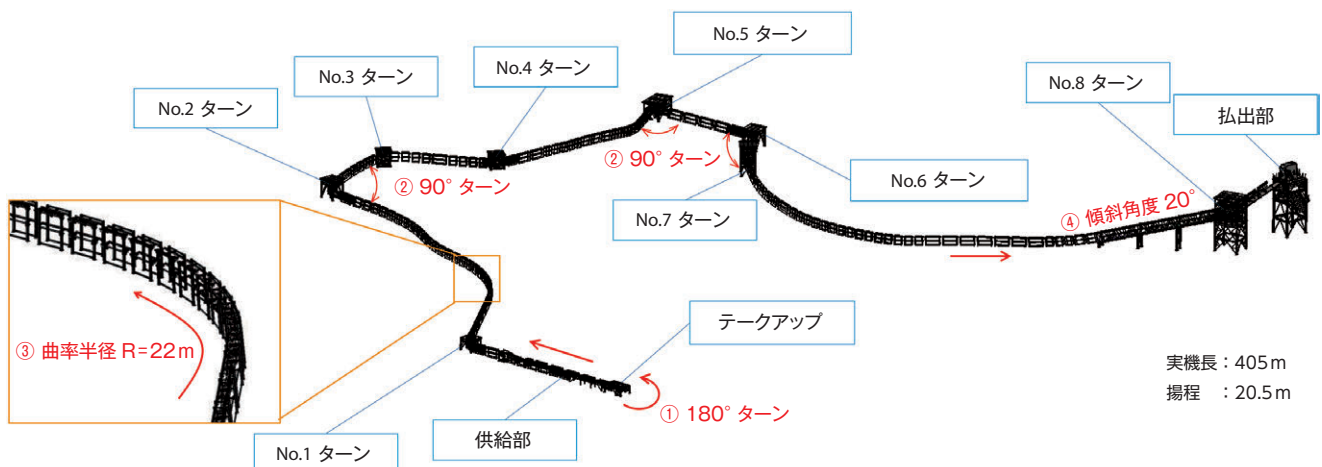 No.5 ターン
No.4 ターン
No.3 ターン
No.8 ターン
No.2 ターン
払出部
② 90° ターン
② 90° ターン
No.6 ターン
No.7 ターン
④ 傾斜角度 20°
③ 曲率半径 R=22m
テークアップ
① 180° ターン
供給部
No.1 ターン
実機長:405m
揚程 :20.5m